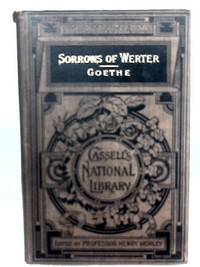 SORROWS OF WERTER
GOETHE
CASSELL'S
NATIONAL
LIBRARY
EDITED BY PROFESSOR HENRY MORLEY